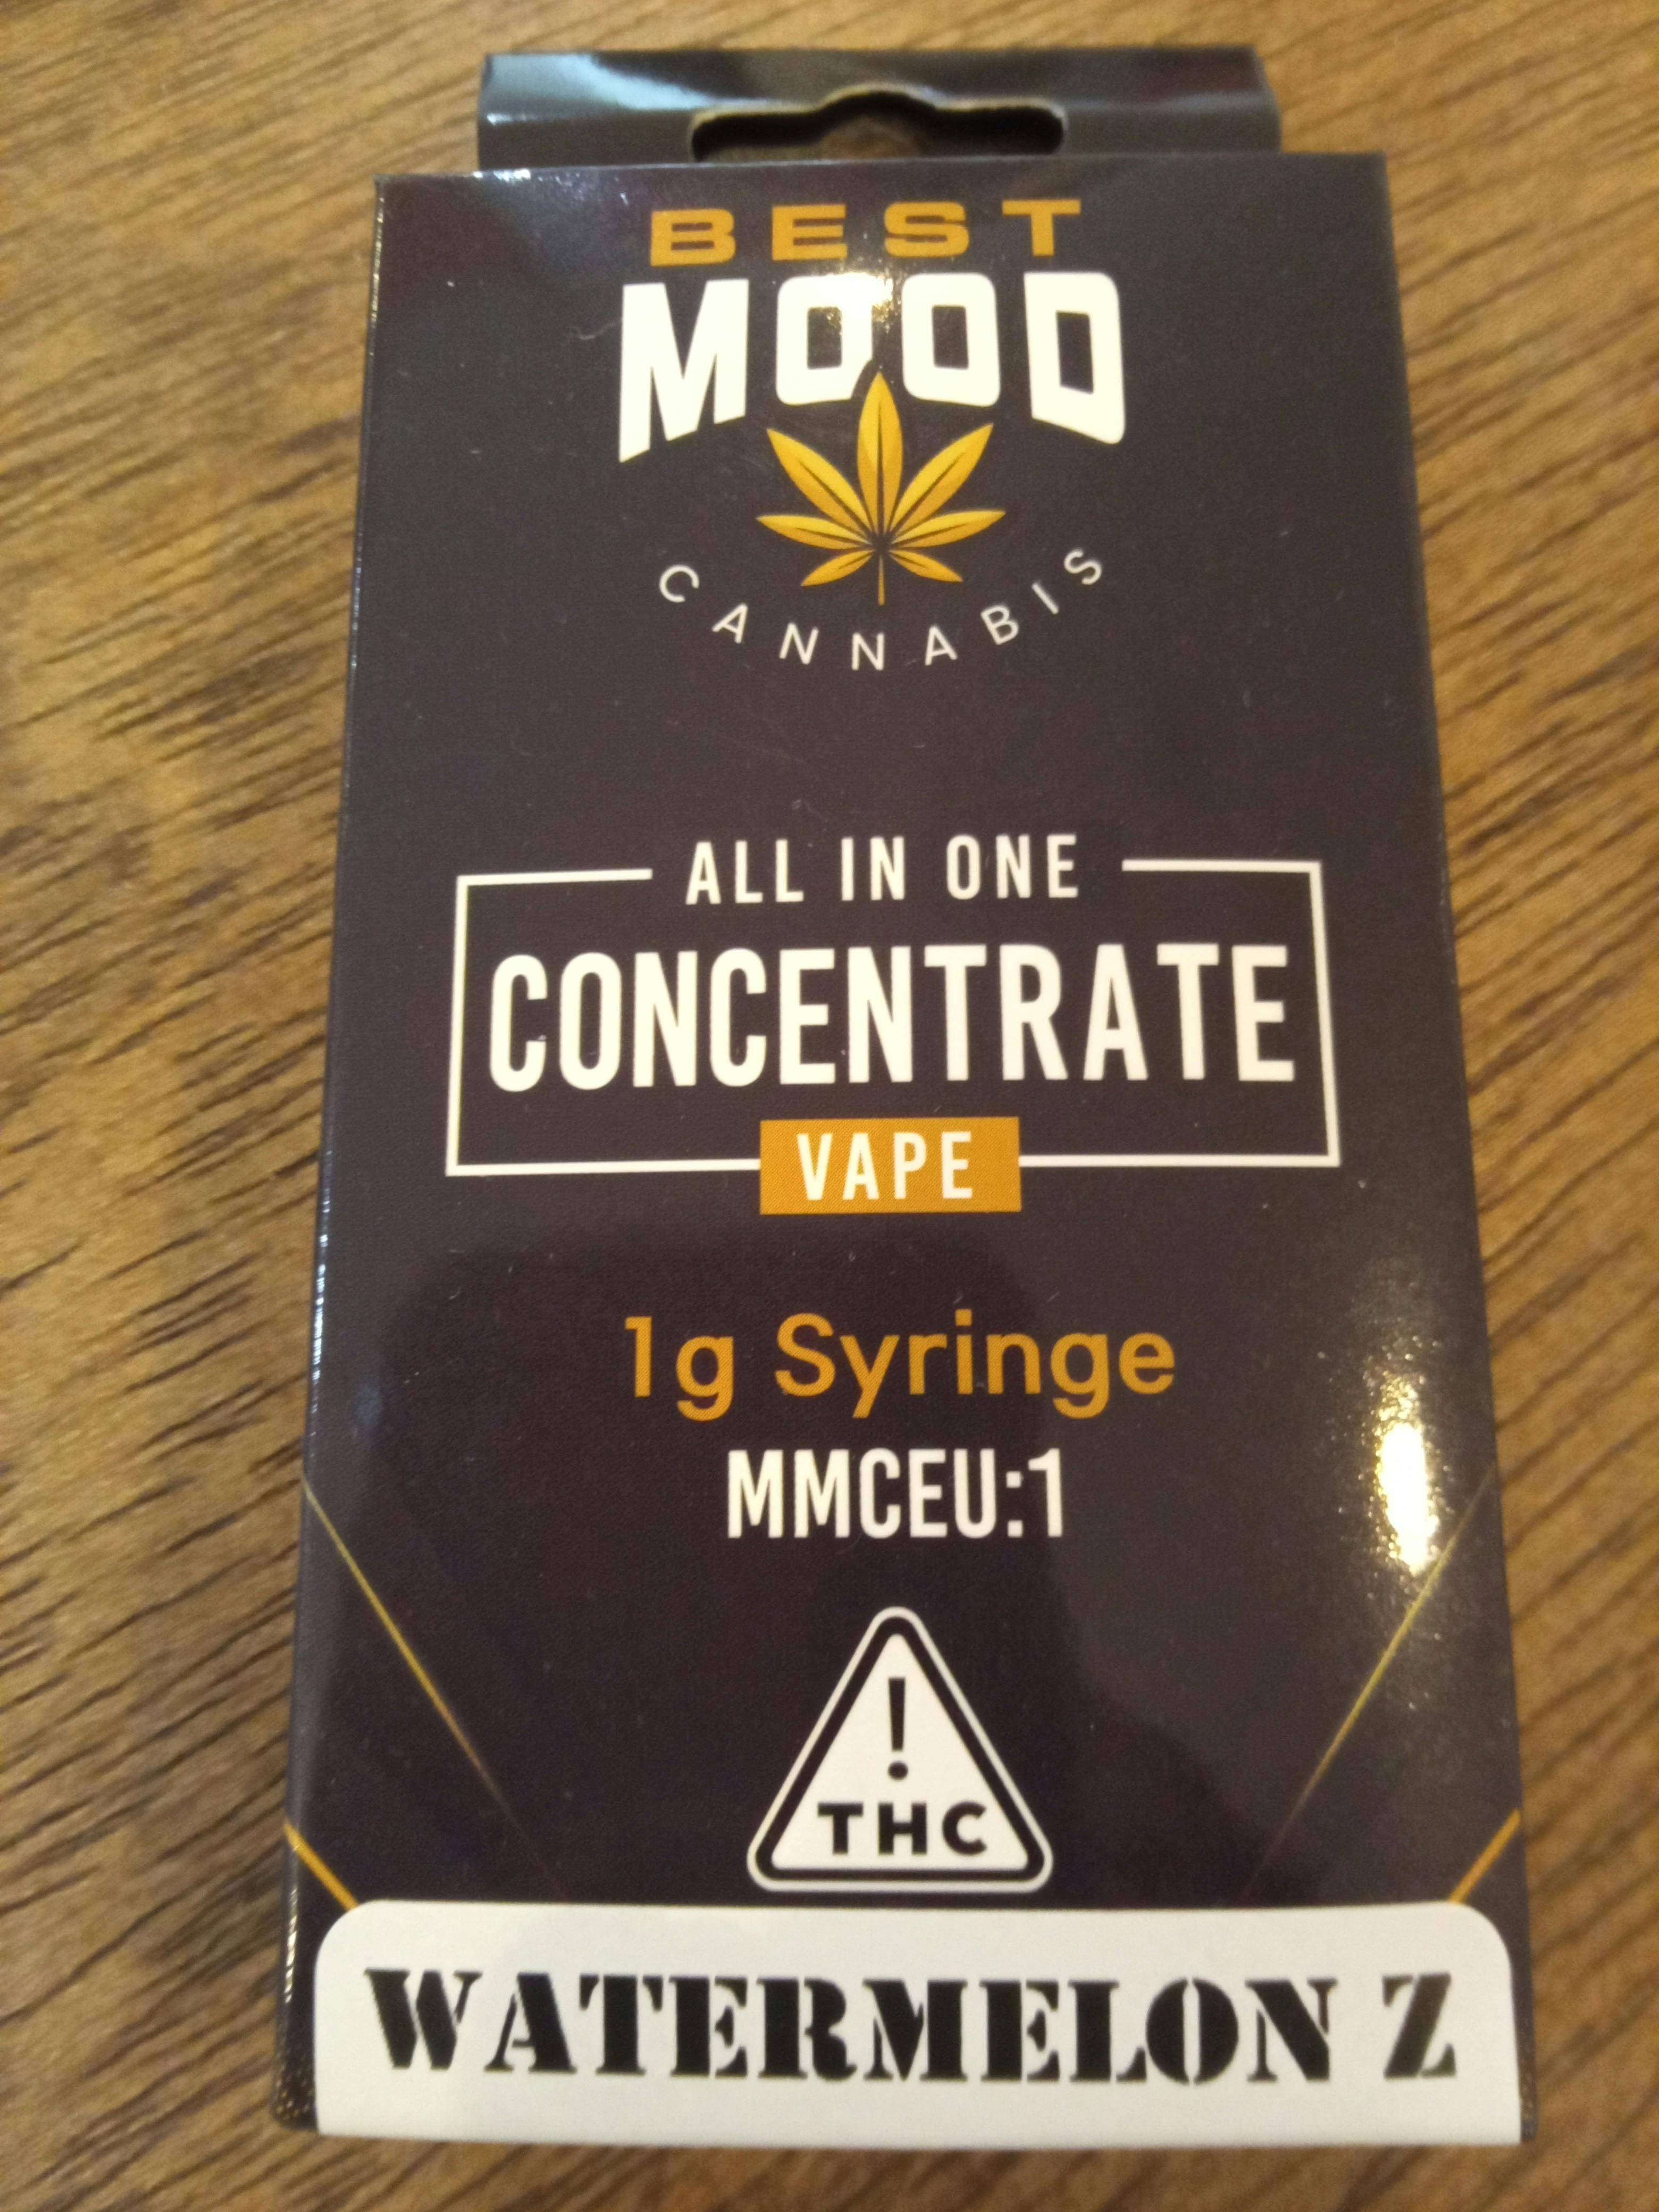 BEST
MOOD
CANNABIS
ALL IN ONE
CONCENTRATE
VAPE
1g Syringe
MMCEU:1
!
THC
WATERMELON Z